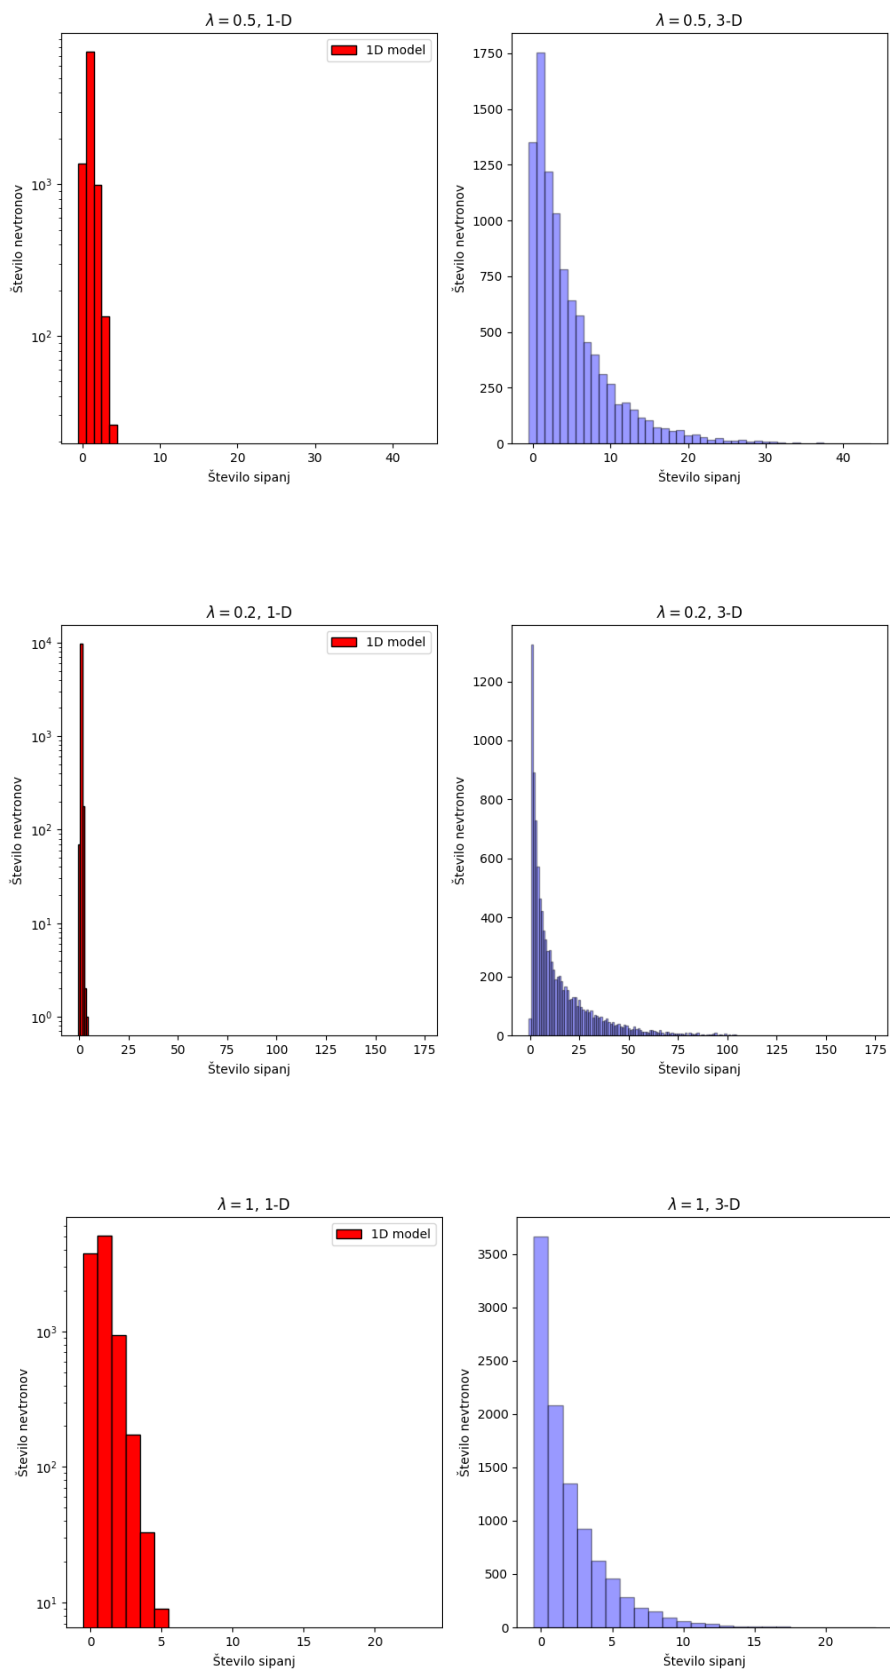 λ = 0.5, 1-D
1D model
Število nevtronov
10³
10²
0 10 20 30 40
Število sipanj
λ = 0.5, 3-D
Število nevtronov
1750
1500
1250
1000
750
500
250
0
0 10 20 30 40
Število sipanj
λ = 0.2, 1-D
1D model
Število nevtronov
10⁴
10³
10²
10¹
10⁰
0 25 50 75 100 125 150 175
Število sipanj
λ = 0.2, 3-D
Število nevtronov
1200
1000
800
600
400
200
0
0 25 50 75 100 125 150 175
Število sipanj
λ = 1, 1-D
1D model
Število nevtronov
10³
10²
10¹
0 5 10 15 20
Število sipanj
λ = 1, 3-D
Število nevtronov
3500
3000
2500
2000
1500
1000
500
0
0 5 10 15 20
Število sipanj